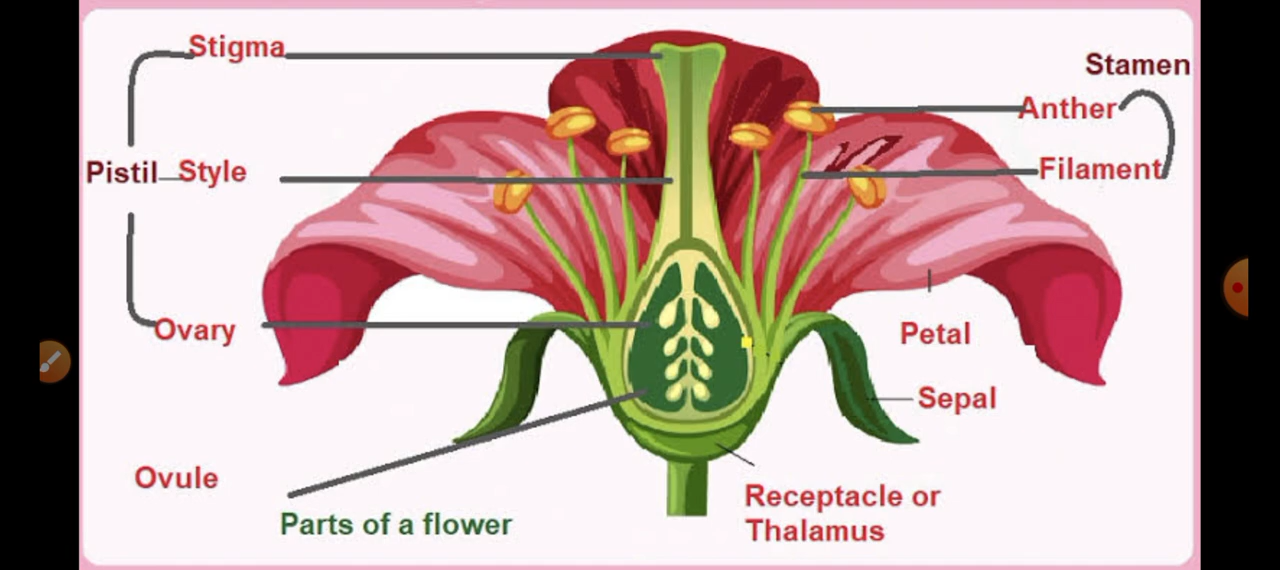 Stigma
Stamen
Anther
Pistil Style
Filament
Ovary
Petal
Sepal
Ovule
Receptacle or
Thalamus
Parts of a flower